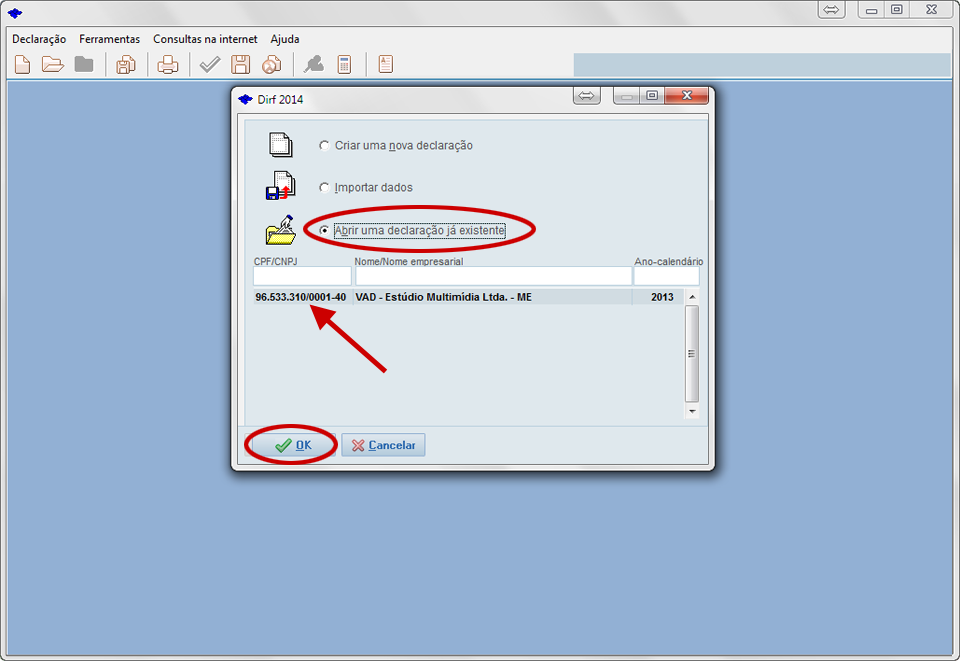 Declaração Ferramentas Consultas na internet Ajuda
Dirf 2014
Criar uma nova declaração
Importar dados
Abrir uma declaração já existente
CPF/CNPJ Nome/Nome empresarial Ano-calendário
96.533.310/0001-40 VAD - Estúdio Multimídia Ltda. - ME 2013
OK Cancelar